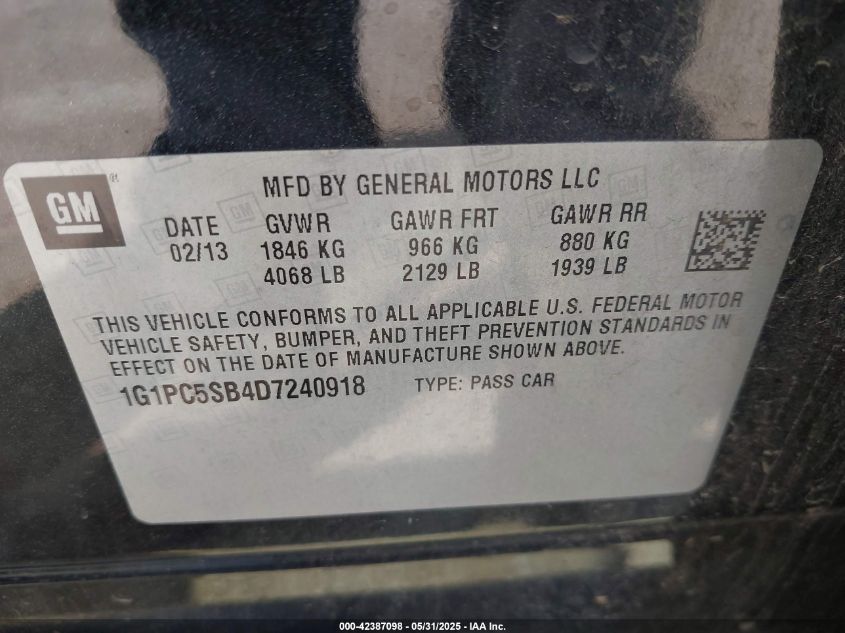 GM
MFD BY GENERAL MOTORS LLC
DATE GVWR GAWR FRT GAWR RR
02/13 1846 KG 966 KG 880 KG
4068 LB 2129 LB 1939 LB
THIS VEHICLE CONFORMS TO ALL APPLICABLE U.S. FEDERAL MOTOR
VEHICLE SAFETY, BUMPER, AND THEFT PREVENTION STANDARDS IN
EFFECT ON THE DATE OF MANUFACTURE SHOWN ABOVE.
1G1PC5SB4D7240918 TYPE: PASS CAR
000-42387098 - 05/31/2025 - IAA Inc.